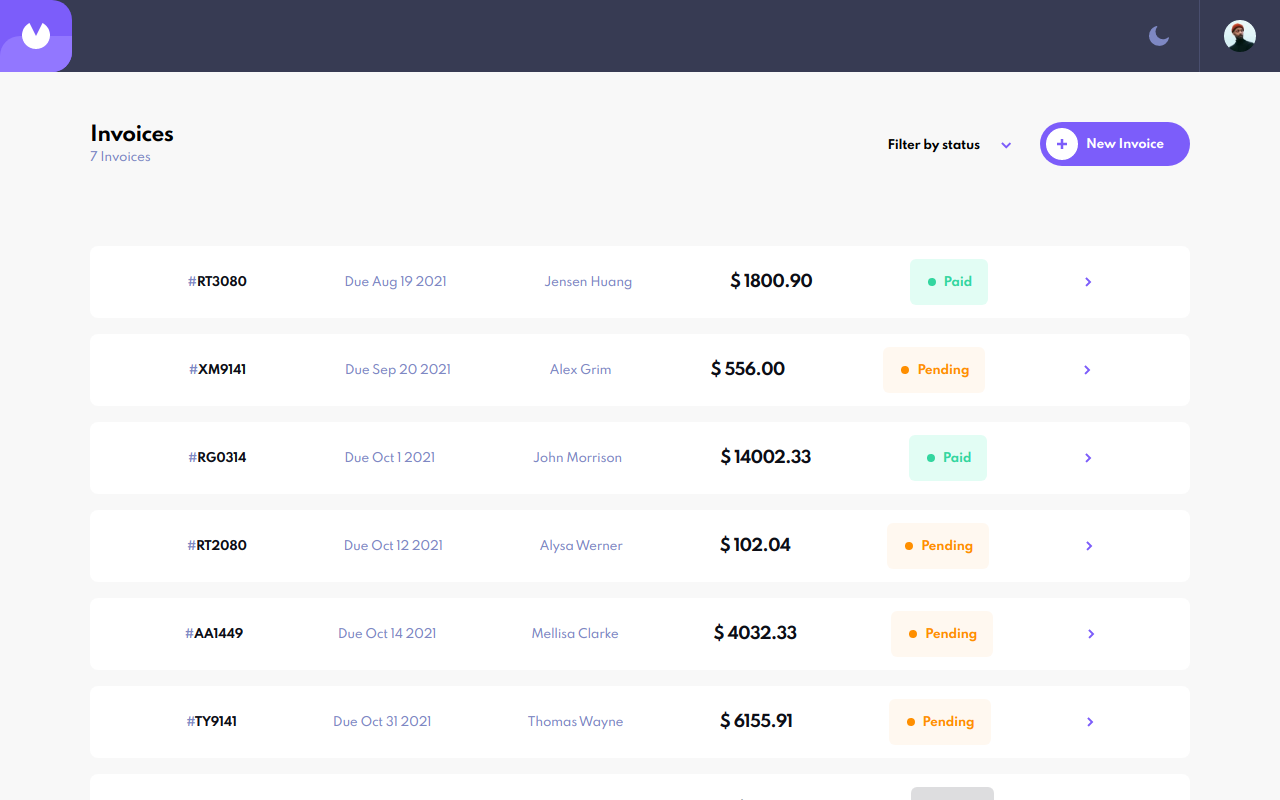 Invoices
7 Invoices
Filter by status
New Invoice
#RT3080 Due Aug 19 2021 Jensen Huang $ 1800.90 Paid
#XM9141 Due Sep 20 2021 Alex Grim $ 556.00 Pending
#RG0314 Due Oct 1 2021 John Morrison $ 14002.33 Paid
#RT2080 Due Oct 12 2021 Alysa Werner $ 102.04 Pending
#AA1449 Due Oct 14 2021 Mellisa Clarke $ 4032.33 Pending
#TY9141 Due Oct 31 2021 Thomas Wayne $ 6155.91 Pending